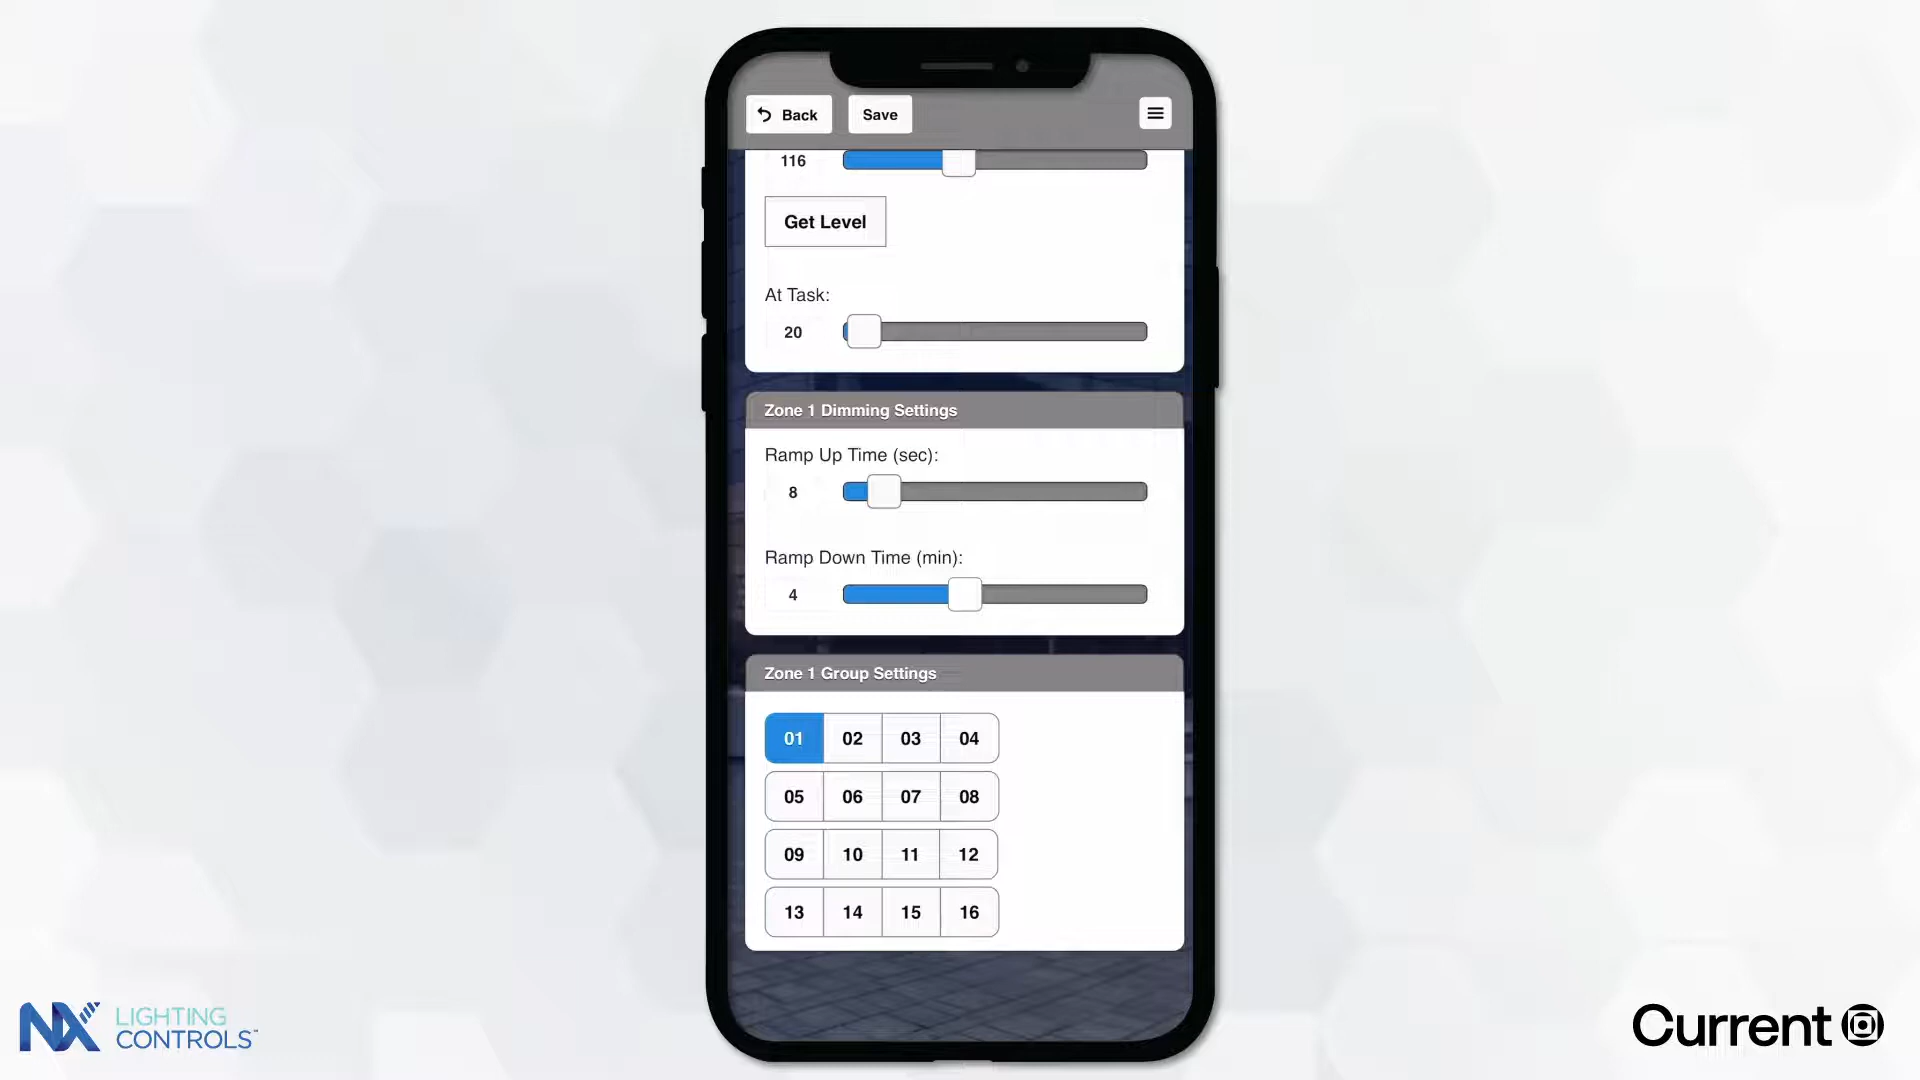 Back
Save
116
Get Level
At Task:
20
Zone 1 Dimming Settings
Ramp Up Time (sec):
8
Ramp Down Time (min):
4
Zone 1 Group Settings
01 02 03 04
05 06 07 08
09 10 11 12
13 14 15 16
NX LIGHTING
CONTROLS™
Current